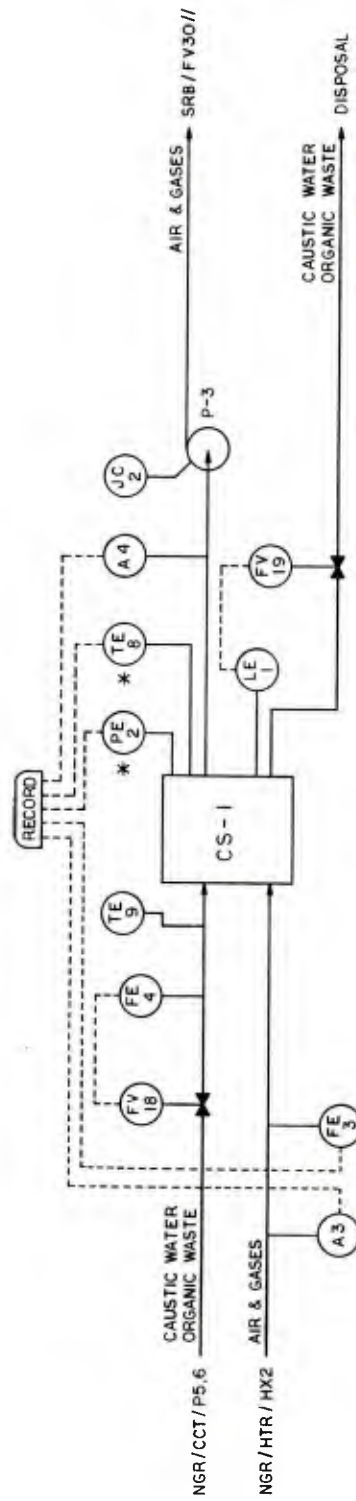 RECORD
PE
2
TE
8
A4
JC
2
*
*
TE
9
FE
4
FV
18
P-3
AIR & GASES
SRB / FV30//
CAUSTIC WATER
ORGANIC WASTE
NGR/CCT/P5,6
CS-1
LE
1
FV
19
CAUSTIC WATER
ORGANIC WASTE
DISPOSAL
AIR & GASES
NGR/HTR/HX2
A3
FE
3